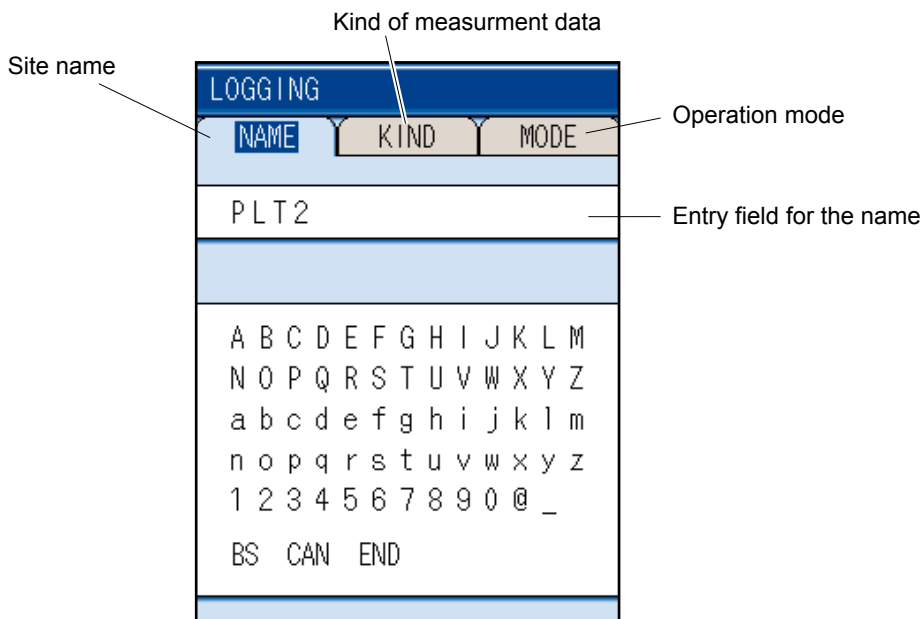 Kind of measurment data
Site name
LOGGING
NAME KIND MODE
Operation mode
PLT2
Entry field for the name
A B C D E F G H I J K L M
N O P Q R S T U V W X Y Z
a b c d e f g h i j k l m
n o p q r s t u v w x y z
1 2 3 4 5 6 7 8 9 0 @ _
BS CAN END